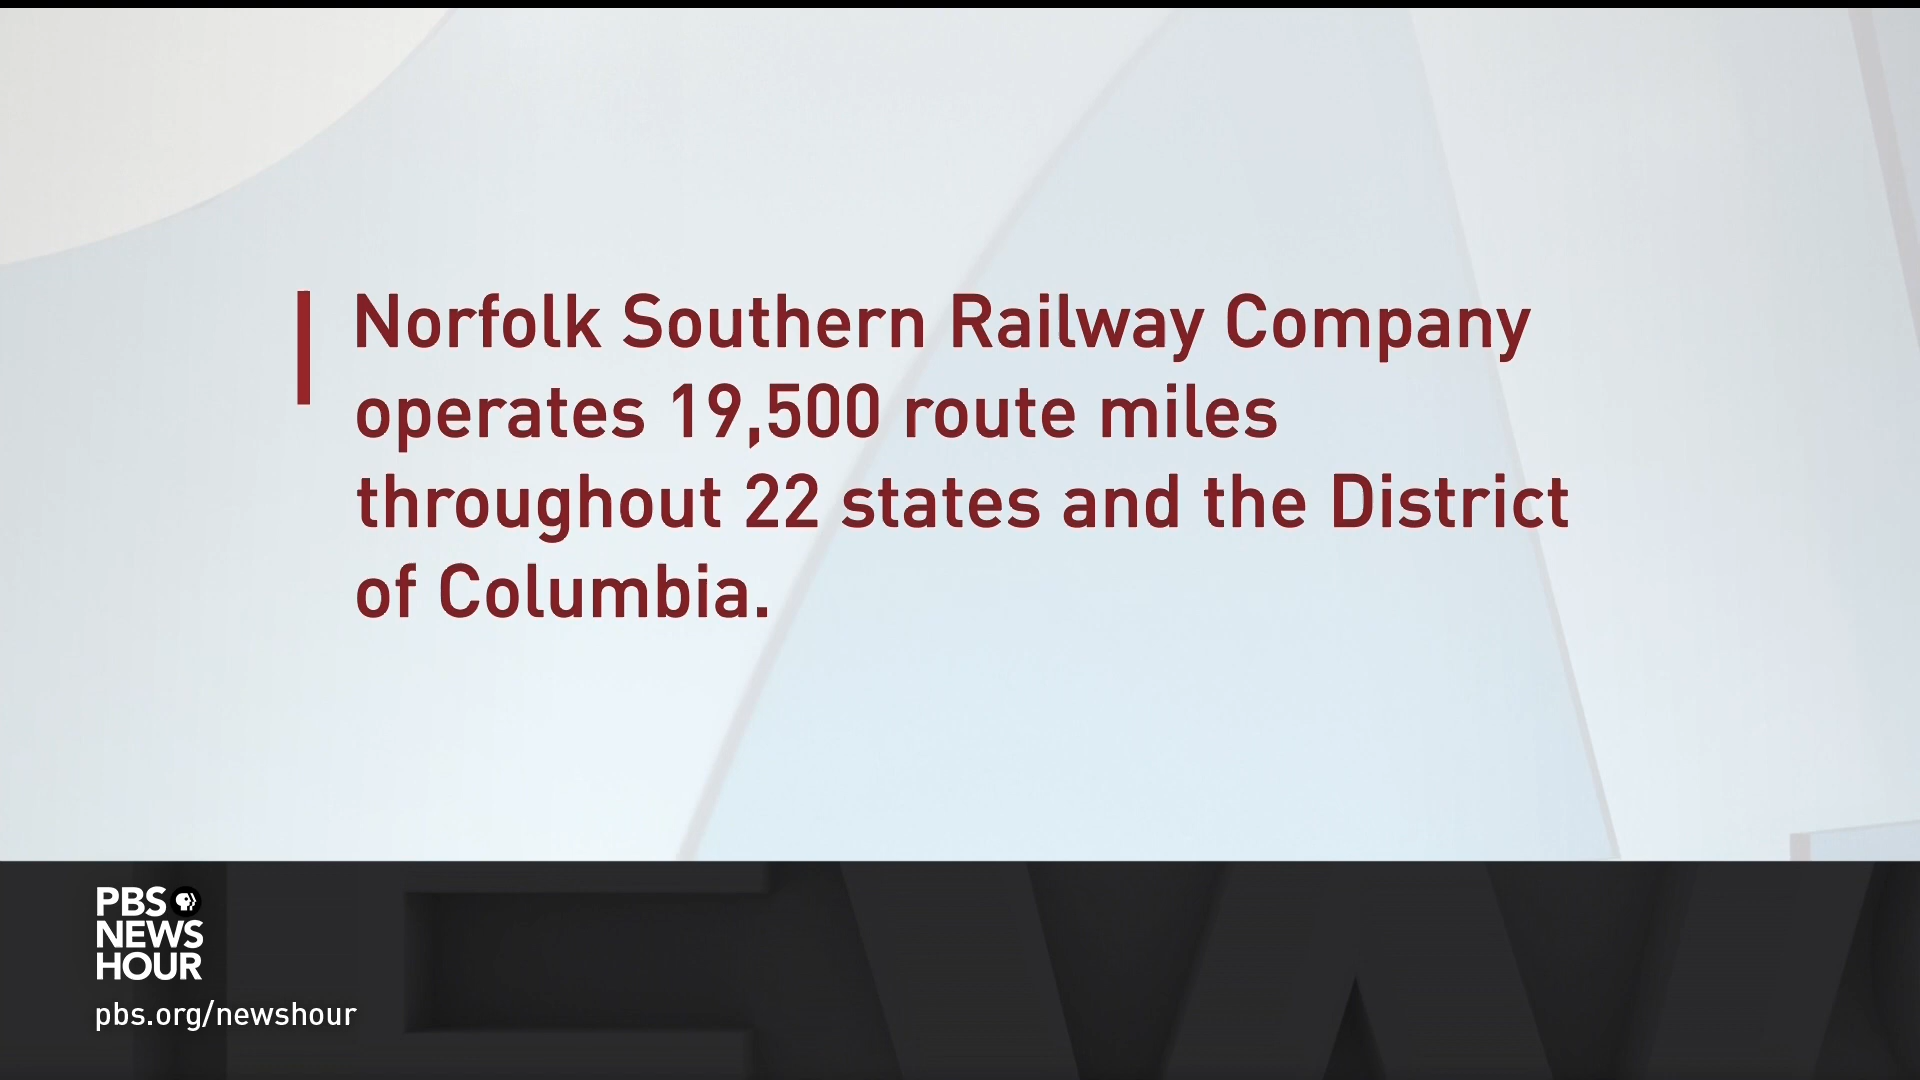 Norfolk Southern Railway Company
operates 19,500 route miles
throughout 22 states and the District
of Columbia.
PBS
NEWS
HOUR
pbs.org/newshour